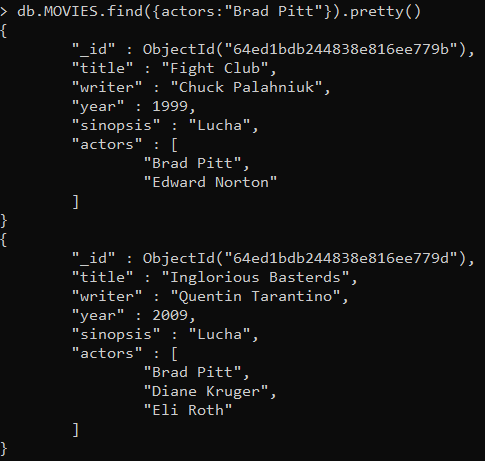 > db.MOVIES.find({actors:"Brad Pitt"}).pretty()
{
        "_id" : ObjectId("64ed1bdb244838e816ee779b"),
        "title" : "Fight Club",
        "writer" : "Chuck Palahniuk",
        "year" : 1999,
        "sinopsis" : "Lucha",
        "actors" : [
                "Brad Pitt",
                "Edward Norton"
        ]
}
{
        "_id" : ObjectId("64ed1bdb244838e816ee779d"),
        "title" : "Inglorious Basterds",
        "writer" : "Quentin Tarantino",
        "year" : 2009,
        "sinopsis" : "Lucha",
        "actors" : [
                "Brad Pitt",
                "Diane Kruger",
                "Eli Roth"
        ]
}